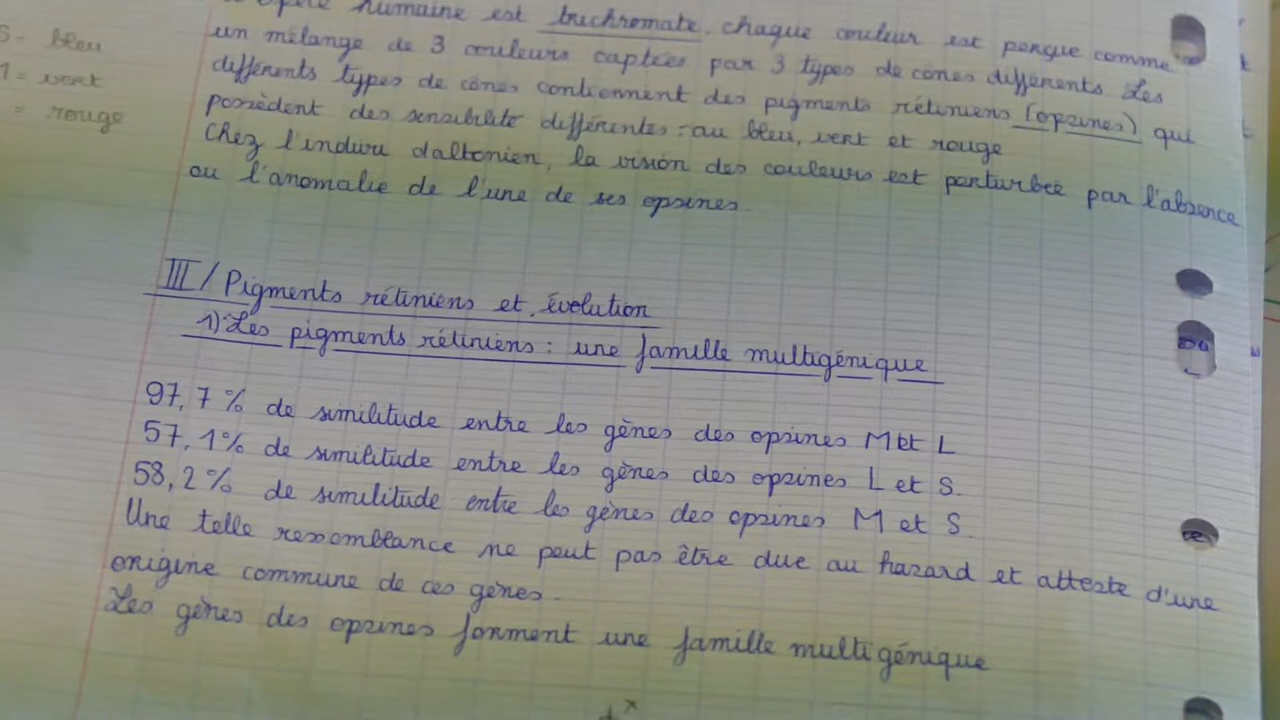 S = bleu
M = vert
= rouge
humaine est trichromate, chaque couleur est perçue comme
un mélange de 3 couleurs captées par 3 types de cônes différents. Les
différents types de cônes contiennent des pigments rétiniens (opsines) qui
possèdent des sensibilité différentes : au bleu, vert et rouge
Chez l'indivu daltonien, la vision des couleurs est perturbée par l'absence
ou l'anomalie de l'une de ses opsines
III / Pigments rétiniens et évolution
1) Les pigments rétiniens : une famille multigénique
97,7 % de similitude entre les gènes des opsines M et L
57,1 % de similitude entre les gènes des opsines L et S.
58,2 % de similitude entre les gènes des opsines M et S.
Une telle ressemblance ne peut pas être due au hazard et atteste d'une
origine commune de ces gènes.
Les gènes des opsines forment une famille multigénique